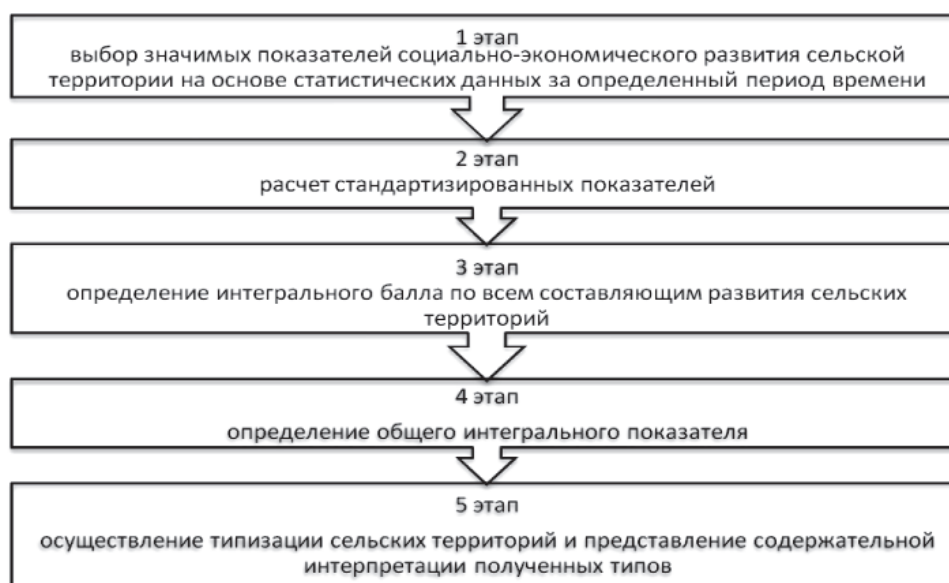 1 этап
выбор значимых показателей социально-экономического развития сельской
территории на основе статистических данных за определенный период времени
2 этап
расчет стандартизированных показателей
3 этап
определение интегрального балла по всем составляющим развития сельских
территорий
4 этап
определение общего интегрального показателя
5 этап
осуществление типизации сельских территорий и представление содержательной
интерпретации полученных типов